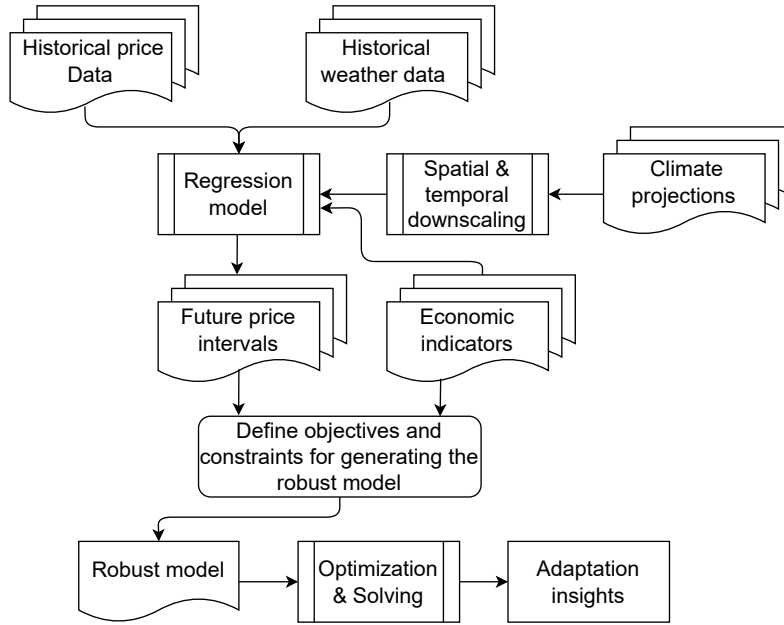 Historical price
Data
Historical
weather data
Regression
model
Spatial &
temporal
downscaling
Climate
projections
Future price
intervals
Economic
indicators
Define objectives and
constraints for generating the
robust model
Robust model
Optimization
& Solving
Adaptation
insights